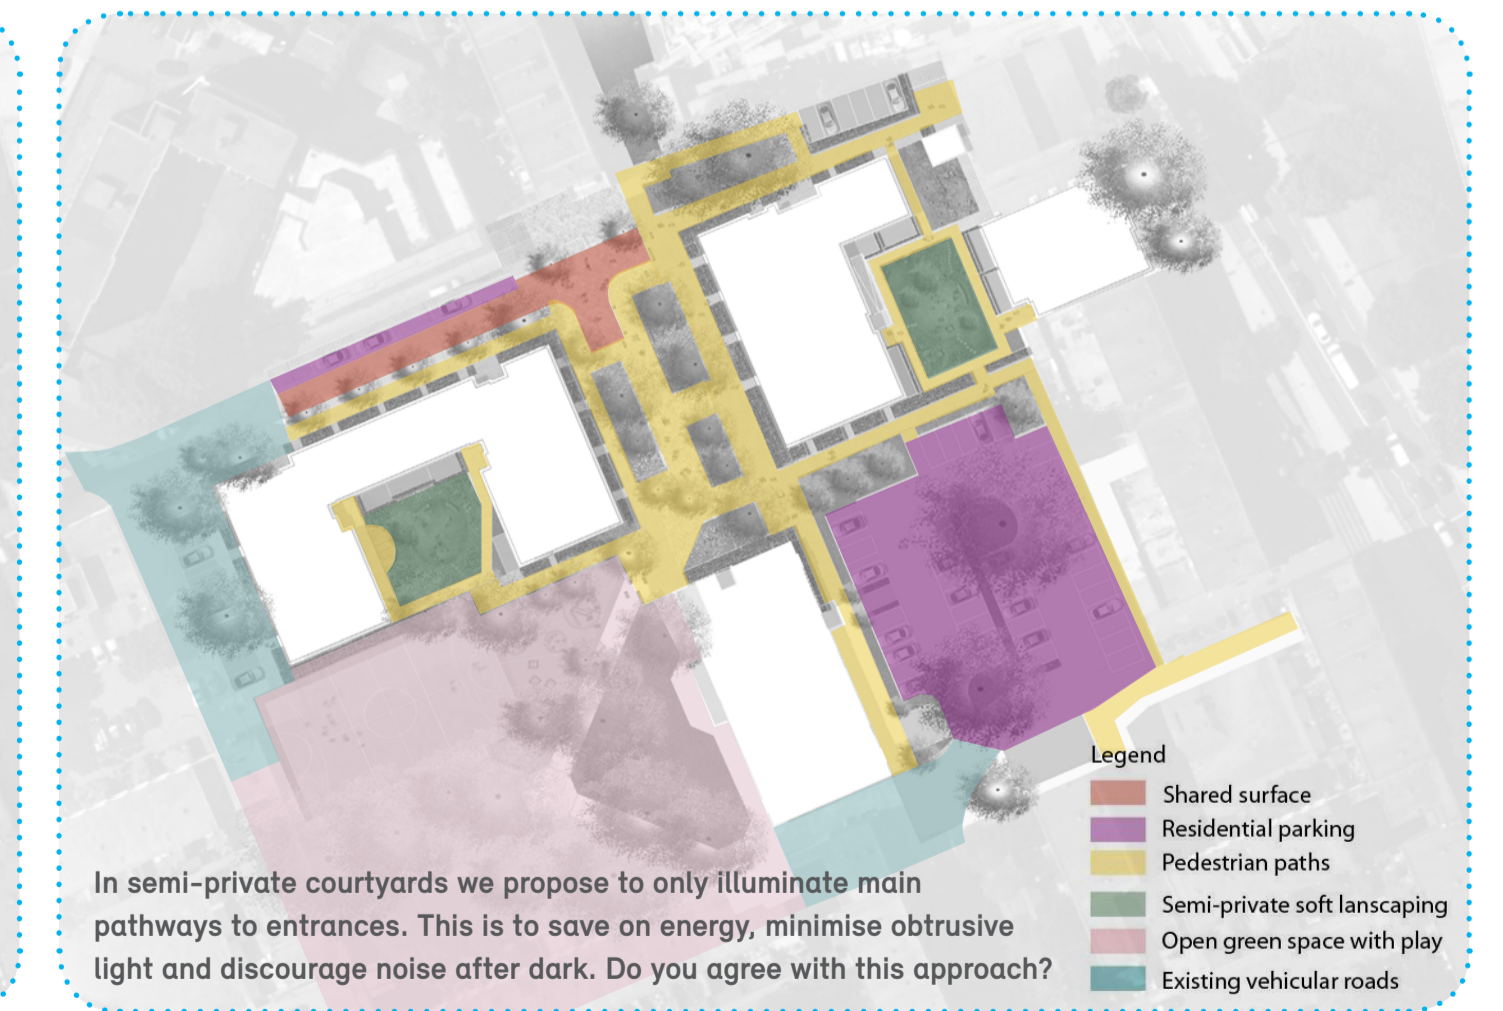 Legend
Shared surface
Residential parking
Pedestrian paths
Semi-private soft lanscaping
Open green space with play
Existing vehicular roads
In semi-private courtyards we propose to only illuminate main
pathways to entrances. This is to save on energy, minimise obtrusive
light and discourage noise after dark. Do you agree with this approach?